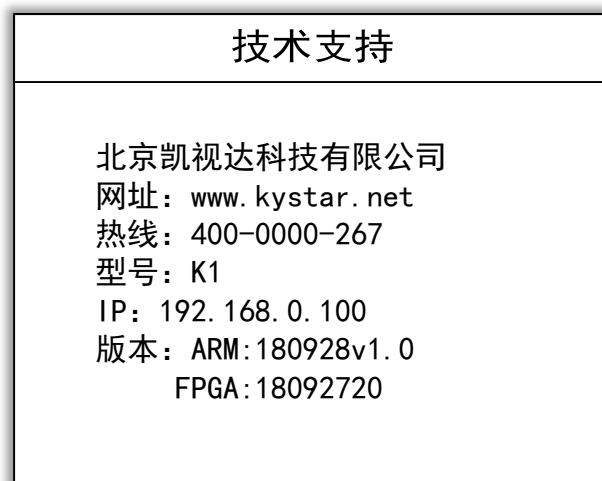 技术支持
北京凯视达科技有限公司
网址：www.kystar.net
热线：400-0000-267
型号：K1
IP：192.168.0.100
版本：ARM:180928v1.0
FPGA:18092720